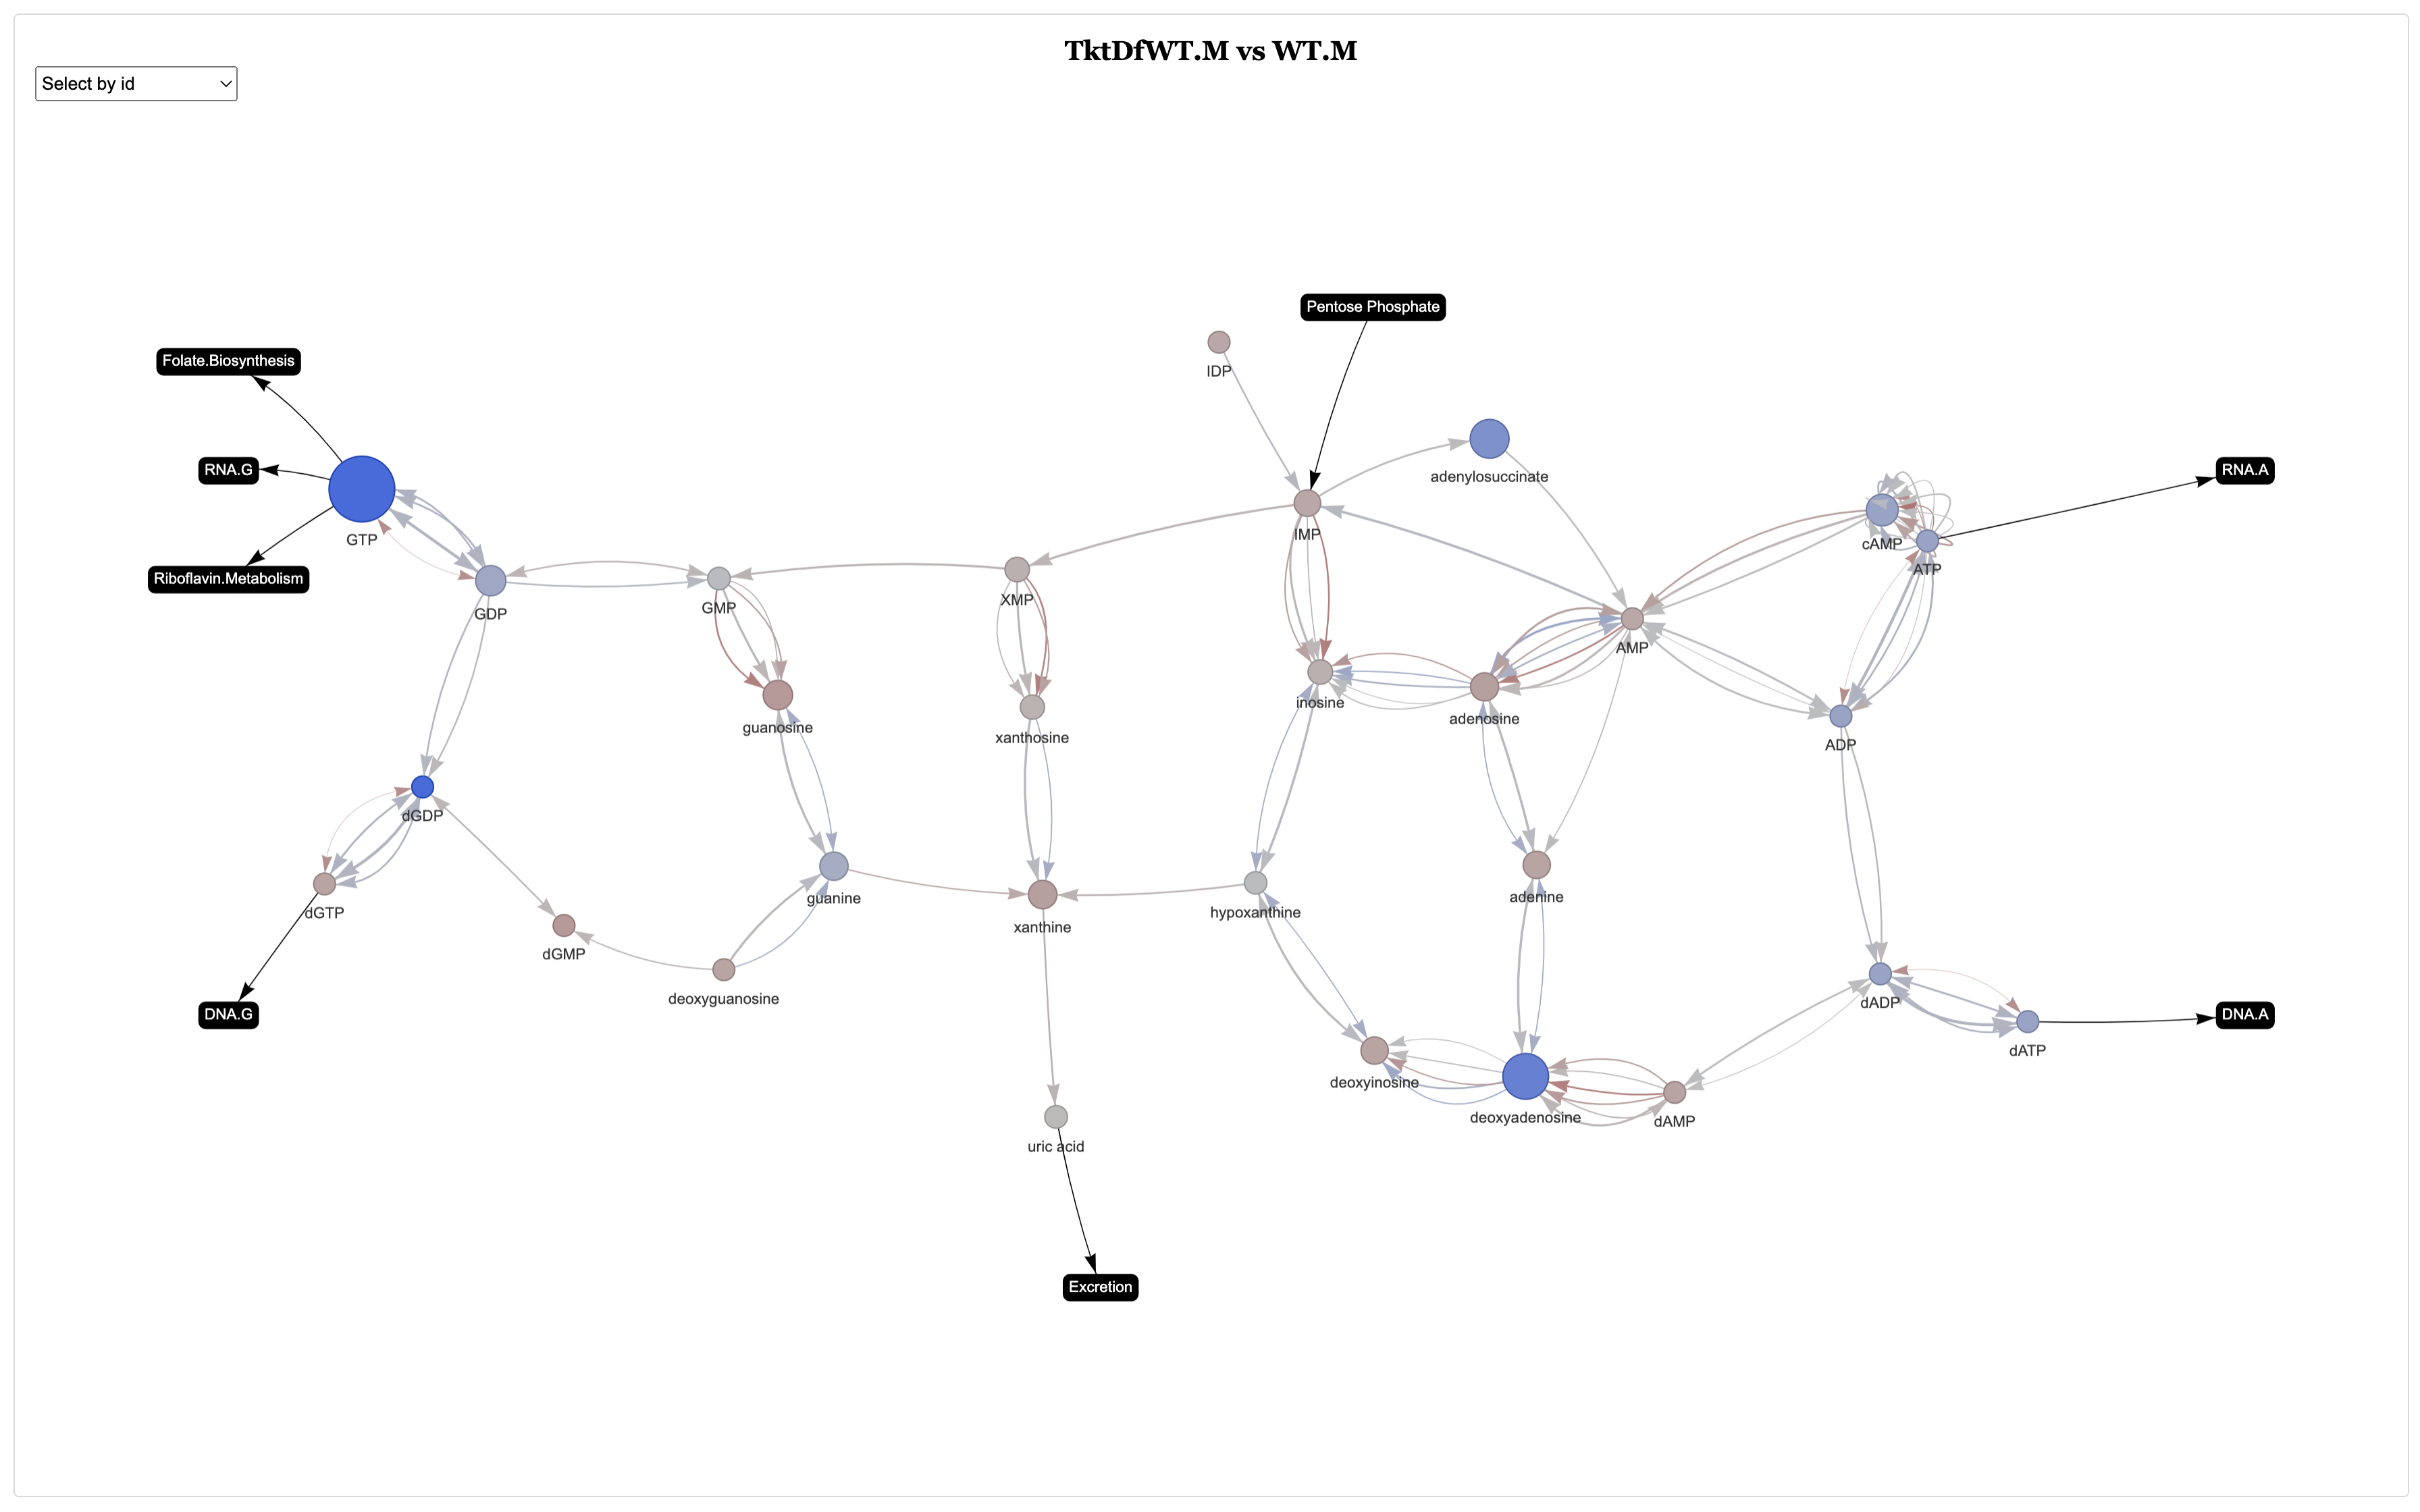 TktDfWT.M vs WT.M
Select by id
Pentose Phosphate
IDP
Folate.Biosynthesis
RNA.G
GTP
Riboflavin.Metabolism
GDP
GMP
XMP
IMP
adenylosuccinate
cAMP
ATP
RNA.A
AMP
guanosine
xanthosine
inosine
adenosine
ADP
dGDP
dGTP
guanine
xanthine
hypoxanthine
adenine
dGMP
deoxyguanosine
DNA.G
dADP
dATP
DNA.A
deoxyinosine
deoxyadenosine
dAMP
uric acid
Excretion